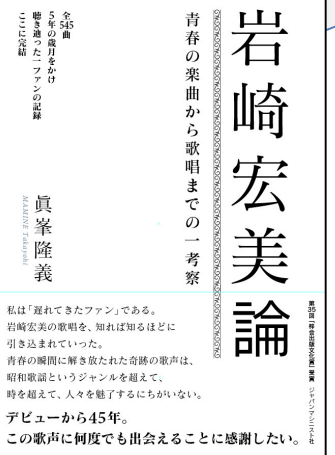 岩崎宏美論
青春の楽曲から歌唱までの一考察
全545曲
5年の歳月をかけ
聴き遡った一ファンの記録
ここに完結
眞峯隆義
MAMINE Takayoshi
第35回「梓会出版文化賞」受賞 ジャパンアシニスト社
私は「遅れてきたファン」である。
岩崎宏美の歌唱を、知れば知るほどに
引き込まれていった。
青春の瞬間に解き放たれた奇跡の歌声は、
昭和歌謡というジャンルを超えて、
時を超えて、人々を魅了するにちがいない。
デビューから45年。
この歌声に何度でも出会えることに感謝したい。